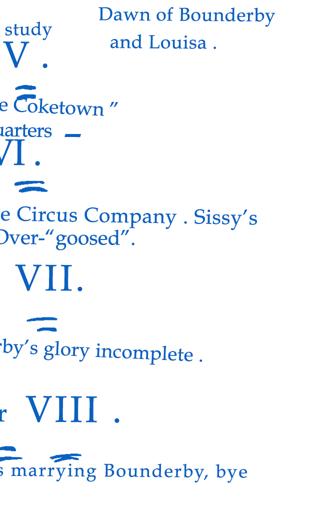 Dawn of Bounderby
study
and Louisa .
V .
e Coketown ”
uarters –
VI .
e Circus Company . Sissy’s
Over-“goosed”.
VII.
rby’s glory incomplete .
r VIII .
s marrying Bounderby, bye